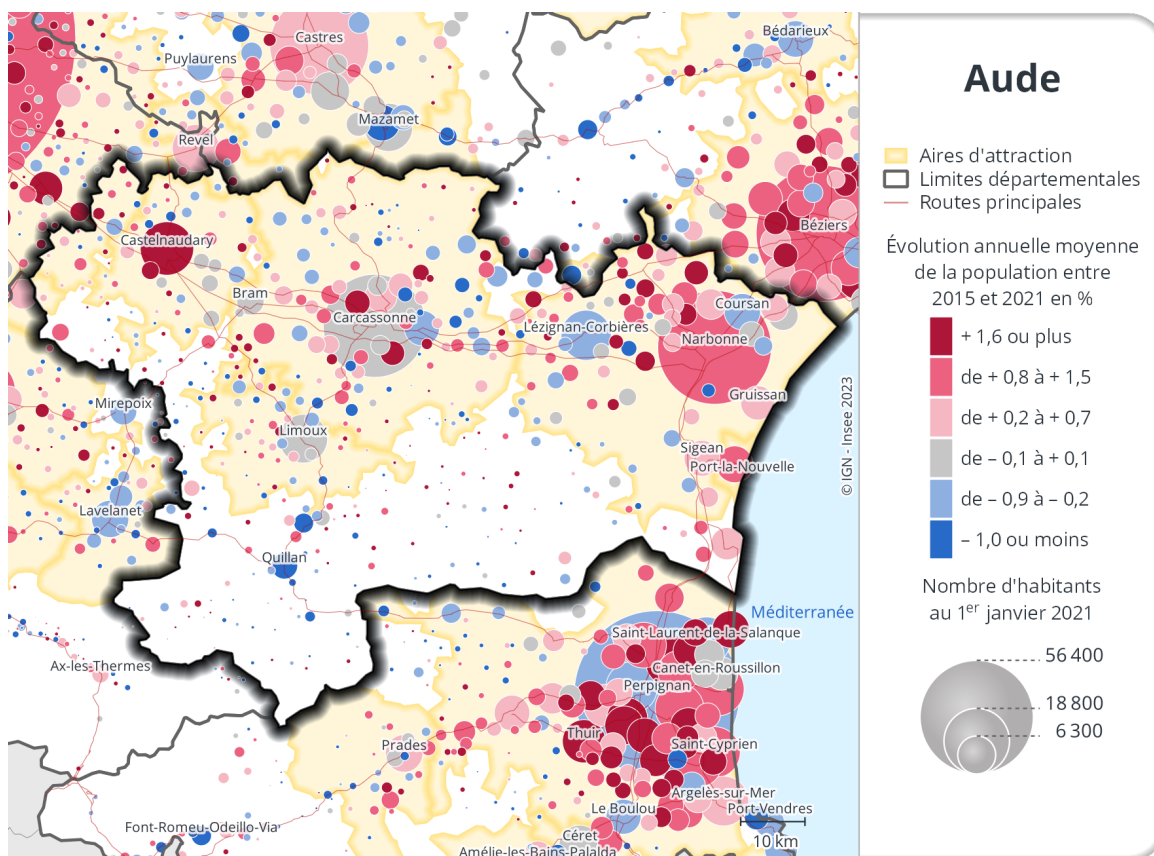 Castres
Bédarieux
Puylaurens
Mazamet
Revel
Castelnaudary
Béziers
Bram
Carcassonne
Coursan
Lézignan-Corbières
Narbonne
Gruissan
Mirepoix
Limoux
Sigean
Port-la-Nouvelle
Lavelanet
Quillan
Méditerranée
Saint-Laurent-de-la-Salanque
Ax-les-Thermes
Canet-en-Roussillon
Perpignan
Thuir
Saint-Cyprien
Prades
Argelès-sur-Mer
Le Boulou
Port-Vendres
Font-Romeu-Odeillo-Via
Céret
10 km
Amélie-les-Bains-Palalda
© IGN - Insee 2023
Aude
Aires d'attraction
Limites départementales
Routes principales
Évolution annuelle moyenne
de la population entre
2015 et 2021 en %
+ 1,6 ou plus
de + 0,8 à + 1,5
de + 0,2 à + 0,7
de – 0,1 à + 0,1
de – 0,9 à – 0,2
– 1,0 ou moins
Nombre d'habitants
au 1er janvier 2021
56 400
18 800
6 300